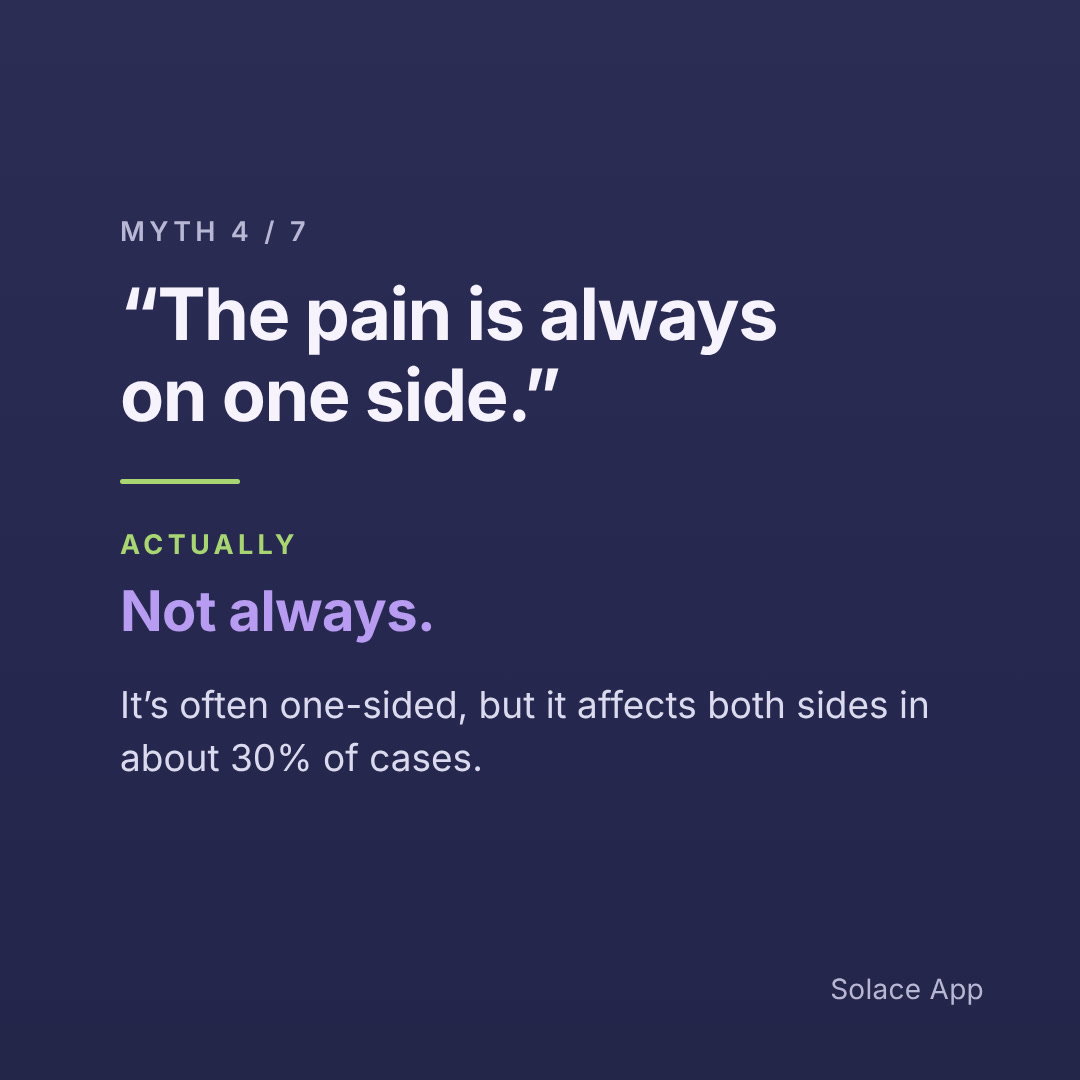 MYTH 4 / 7
“The pain is always
on one side.”
ACTUALLY
Not always.
It’s often one-sided, but it affects both sides in
about 30% of cases.
Solace App